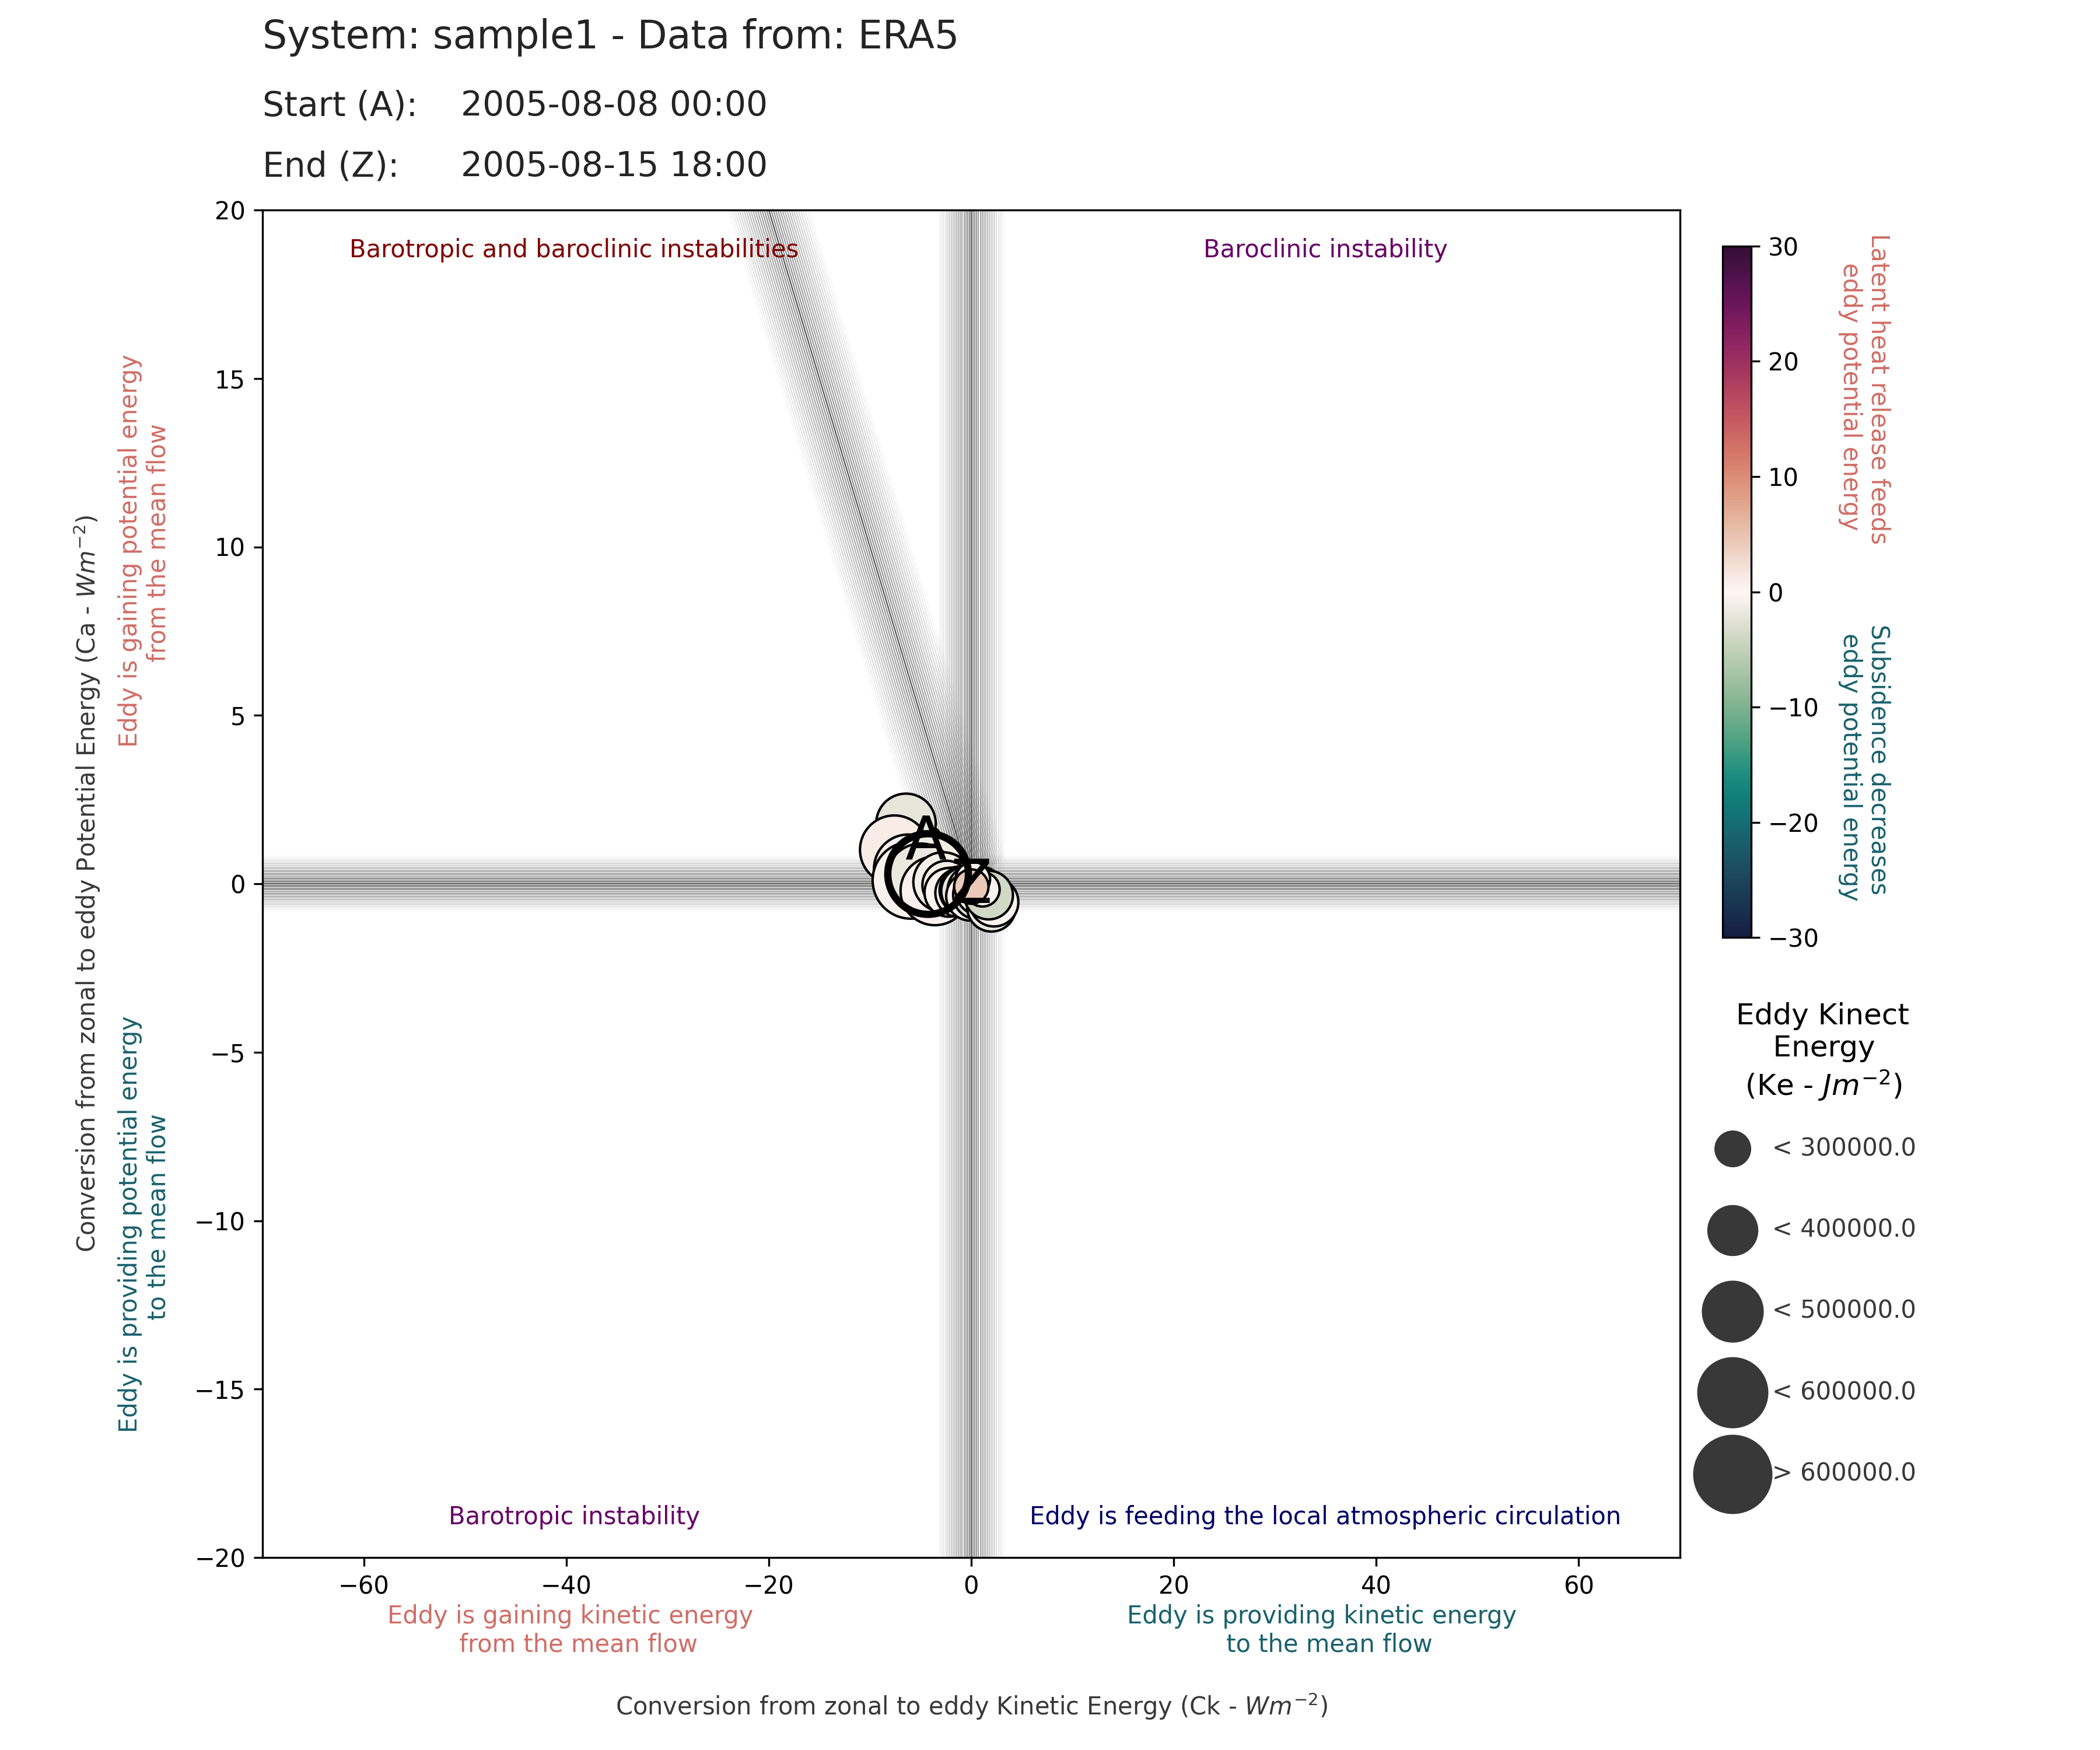 System: sample1 - Data from: ERA5
Start (A): 2005-08-08 00:00
End (Z): 2005-08-15 18:00
Barotropic and baroclinic instabilities
Baroclinic instability
Barotropic instability
Eddy is feeding the local atmospheric circulation
A
Z
20
15
10
5
0
−5
−10
−15
−20
−60
−40
−20
0
20
40
60
Conversion from zonal to eddy Potential Energy (Ca - Wm⁻²)
Eddy is gaining potential energy
from the mean flow
Eddy is providing potential energy
to the mean flow
Eddy is gaining kinetic energy
from the mean flow
Eddy is providing kinetic energy
to the mean flow
Conversion from zonal to eddy Kinetic Energy (Ck - Wm⁻²)
30
20
10
0
−10
−20
−30
Latent heat release feeds
eddy potential energy
Subsidence decreases
eddy potential energy
Eddy Kinect
Energy
(Ke - Jm⁻²)
< 300000.0
< 400000.0
< 500000.0
< 600000.0
> 600000.0